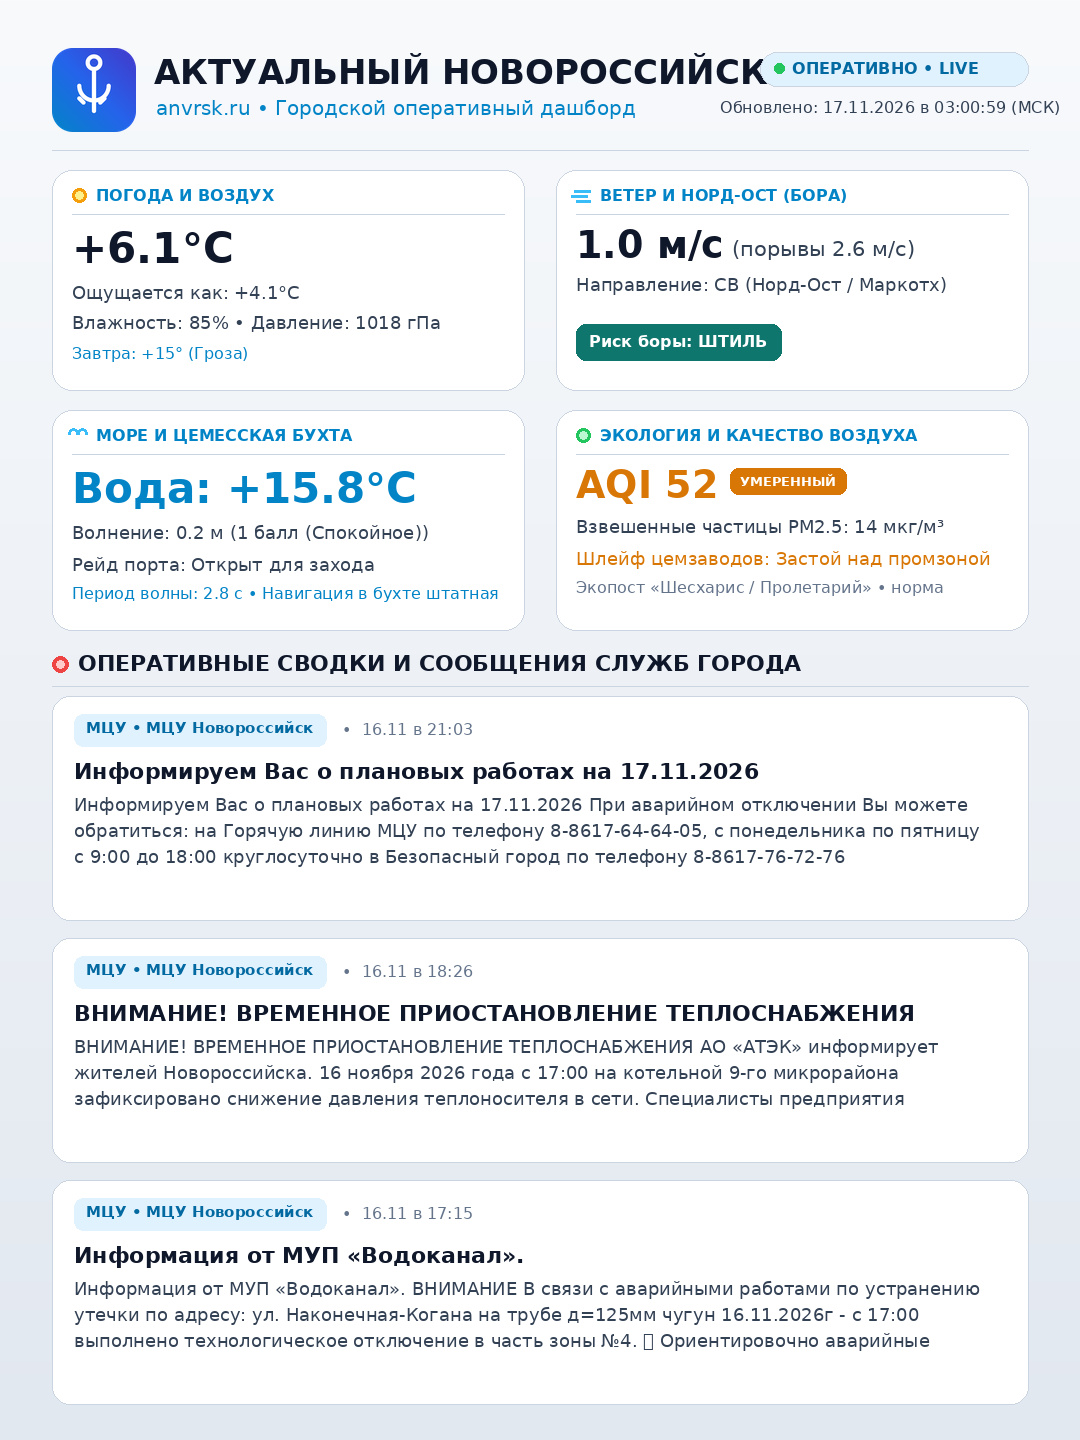 АКТУАЛЬНЫЙ НОВОРОССИЙСК
ОПЕРАТИВНО • LIVE
anvrsk.ru • Городской оперативный дашборд
Обновлено: 17.11.2026 в 03:00:59 (МСК)
ПОГОДА И ВОЗДУХ
+6.1°C
Ощущается как: +4.1°C
Влажность: 85% • Давление: 1018 гПа
Завтра: +15° (Гроза)
ВЕТЕР И НОРД-ОСТ (БОРА)
1.0 м/с (порывы 2.6 м/с)
Направление: СВ (Норд-Ост / Маркотх)
Риск боры: ШТИЛЬ
МОРЕ И ЦЕМЕССКАЯ БУХТА
Вода: +15.8°C
Волнение: 0.2 м (1 балл (Спокойное))
Рейд порта: Открыт для захода
Период волны: 2.8 с • Навигация в бухте штатная
ЭКОЛОГИЯ И КАЧЕСТВО ВОЗДУХА
AQI 52 УМЕРЕННЫЙ
Взвешенные частицы PM2.5: 14 мкг/м³
Шлейф цемзаводов: Застой над промзоной
Экопост «Шесхарис / Пролетарий» • норма
ОПЕРАТИВНЫЕ СВОДКИ И СООБЩЕНИЯ СЛУЖБ ГОРОДА
МЦУ • МЦУ Новороссийск • 16.11 в 21:03
Информируем Вас о плановых работах на 17.11.2026
Информируем Вас о плановых работах на 17.11.2026 При аварийном отключении Вы можете
обратиться: на Горячую линию МЦУ по телефону 8-8617-64-64-05, с понедельника по пятницу
с 9:00 до 18:00 круглосуточно в Безопасный город по телефону 8-8617-76-72-76
МЦУ • МЦУ Новороссийск • 16.11 в 18:26
ВНИМАНИЕ! ВРЕМЕННОЕ ПРИОСТАНОВЛЕНИЕ ТЕПЛОСНАБЖЕНИЯ
ВНИМАНИЕ! ВРЕМЕННОЕ ПРИОСТАНОВЛЕНИЕ ТЕПЛОСНАБЖЕНИЯ АО «АТЭК» информирует
жителей Новороссийска. 16 ноября 2026 года с 17:00 на котельной 9-го микрорайона
зафиксировано снижение давления теплоносителя в сети. Специалисты предприятия
МЦУ • МЦУ Новороссийск • 16.11 в 17:15
Информация от МУП «Водоканал».
Информация от МУП «Водоканал». ВНИМАНИЕ В связи с аварийными работами по устранению
утечки по адресу: ул. Наконечная-Когана на трубе д=125мм чугун 16.11.2026г - с 17:00
выполнено технологическое отключение в часть зоны №4. Ориентировочно аварийные